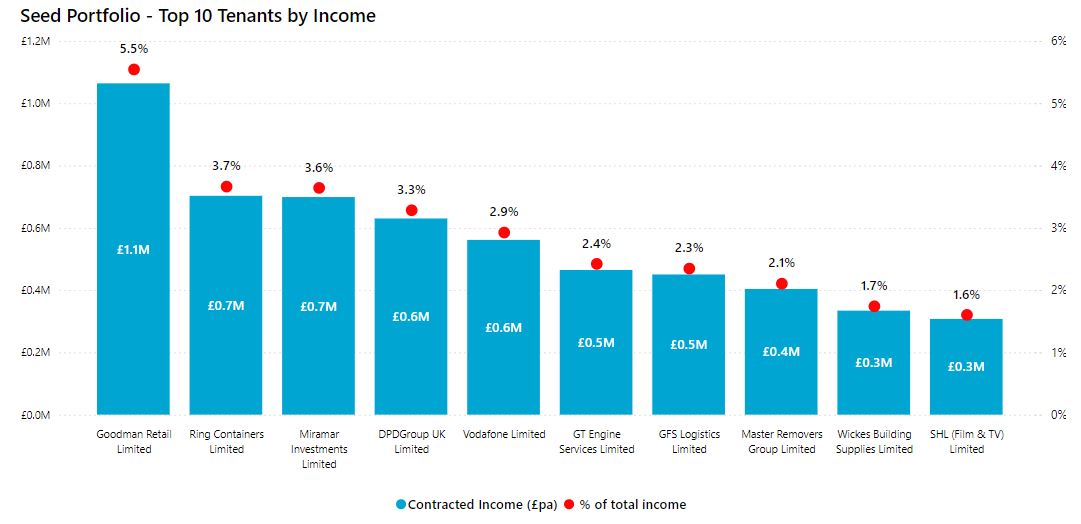 Seed Portfolio - Top 10 Tenants by Income
£1.2M
£1.0M
£0.8M
£0.6M
£0.4M
£0.2M
£0.0M
6%
5%
4%
3%
2%
1%
0%
5.5%
3.7%
3.6%
3.3%
2.9%
2.4%
2.3%
2.1%
1.7%
1.6%
£1.1M
£0.7M
£0.7M
£0.6M
£0.6M
£0.5M
£0.5M
£0.4M
£0.3M
£0.3M
Goodman Retail
Limited
Ring Containers
Limited
Miramar
Investments
Limited
DPDGroup UK
Limited
Vodafone Limited
GT Engine
Services Limited
GFS Logistics
Limited
Master Removers
Group Limited
Wickes Building
Supplies Limited
SHL (Film & TV)
Limited
Contracted Income (£pa)
% of total income